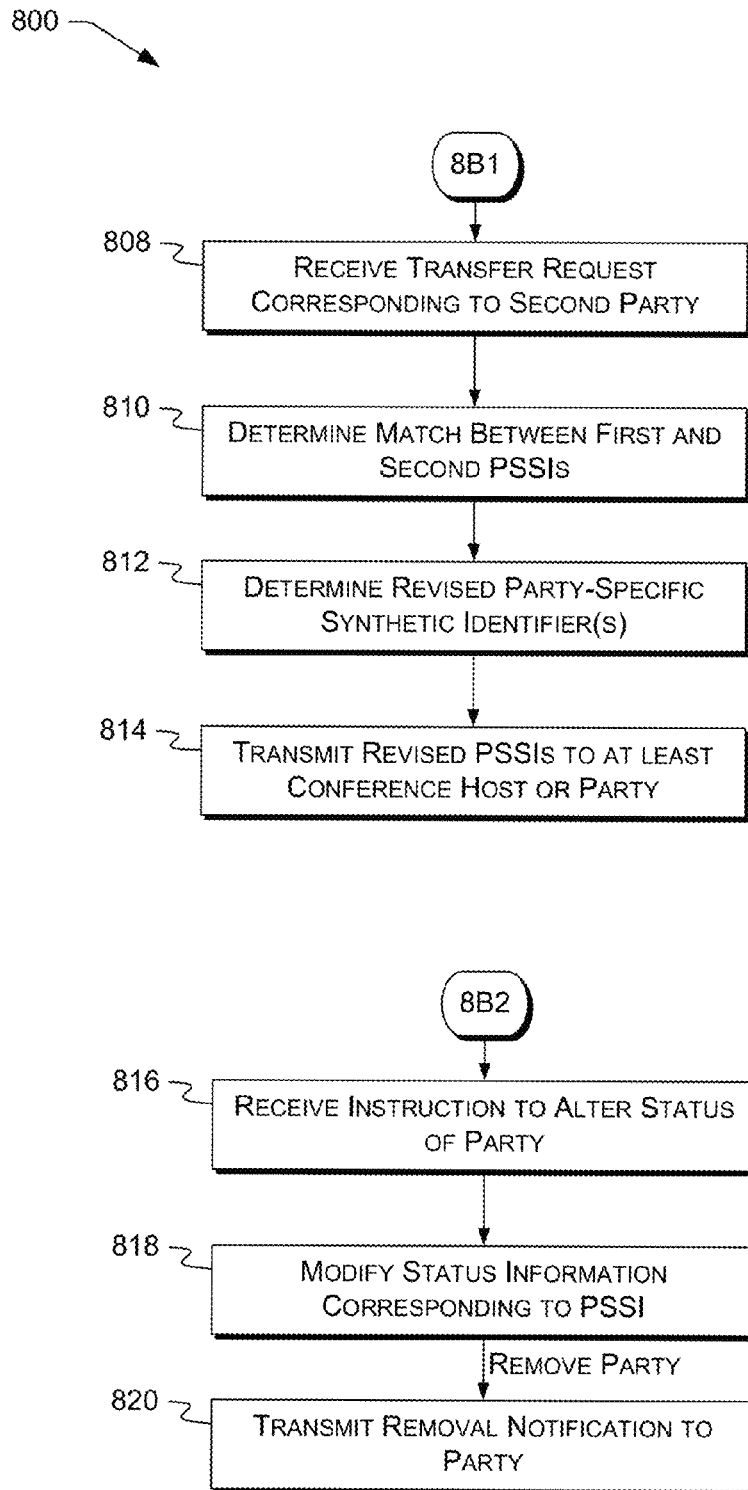 800
8B1
808
RECEIVE TRANSFER REQUEST
CORRESPONDING TO SECOND PARTY
810
DETERMINE MATCH BETWEEN FIRST AND
SECOND PSSIS
812
DETERMINE REVISED PARTY-SPECIFIC
SYNTHETIC IDENTIFIER(S)
814
TRANSMIT REVISED PSSIS TO AT LEAST
CONFERENCE HOST OR PARTY
8B2
816
RECEIVE INSTRUCTION TO ALTER STATUS
OF PARTY
818
MODIFY STATUS INFORMATION
CORRESPONDING TO PSSI
REMOVE PARTY
820
TRANSMIT REMOVAL NOTIFICATION TO
PARTY